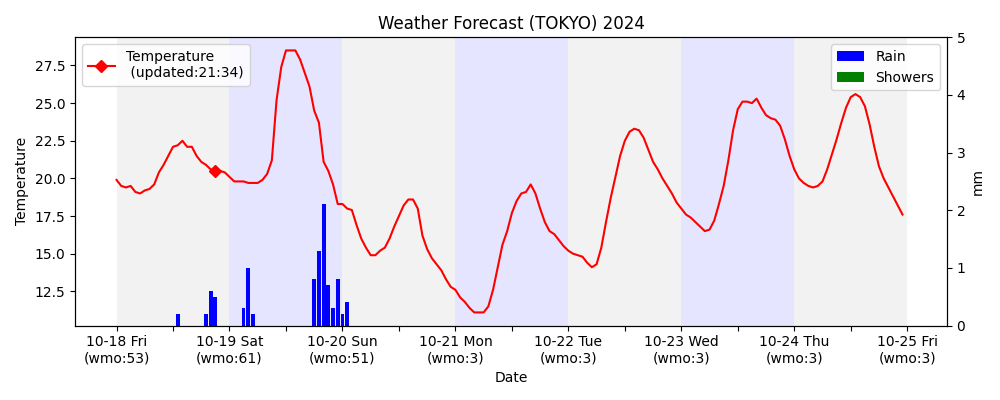 Weather Forecast (TOKYO) 2024
Temperature
(updated:21:34)
Rain
Showers
Temperature
27.5
25.0
22.5
20.0
17.5
15.0
12.5
5
4
3
2
1
0
mm
10-18 Fri
(wmo:53)
10-19 Sat
(wmo:61)
10-20 Sun
(wmo:51)
10-21 Mon
(wmo:3)
10-22 Tue
(wmo:3)
10-23 Wed
(wmo:3)
10-24 Thu
(wmo:3)
10-25 Fri
(wmo:3)
Date